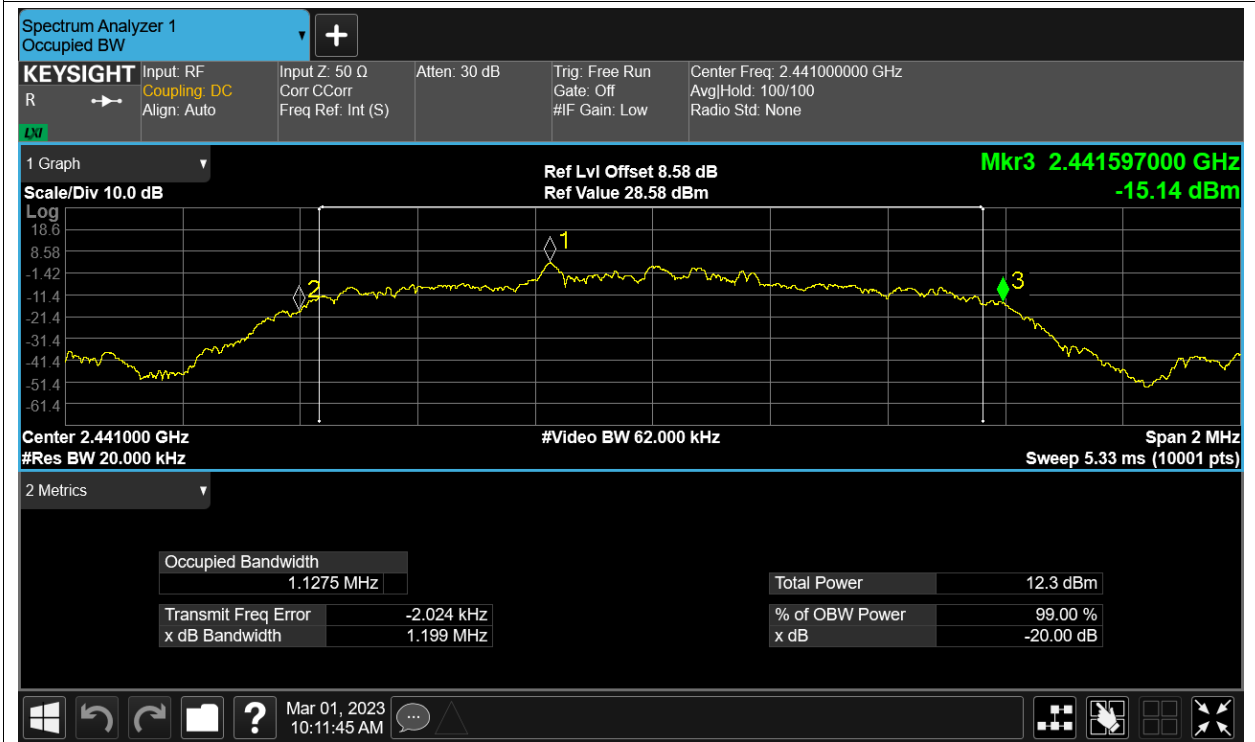 Spectrum Analyzer 1
Occupied BW
KEYSIGHT
R
LXI
Input: RF
Coupling: DC
Align: Auto
Input Z: 50 Ω
Corr CCorr
Freq Ref: Int (S)
Atten: 30 dB
Trig: Free Run
Gate: Off
#IF Gain: Low
Center Freq: 2.441000000 GHz
Avg|Hold: 100/100
Radio Std: None
1 Graph
Scale/Div 10.0 dB
Ref Lvl Offset 8.58 dB
Ref Value 28.58 dBm
Mkr3 2.441597000 GHz
-15.14 dBm
Log
18.6
8.58
-1.42
-11.4
-21.4
-31.4
-41.4
-51.4
-61.4
1
2
3
Center 2.441000 GHz
#Res BW 20.000 kHz
#Video BW 62.000 kHz
Span 2 MHz
Sweep 5.33 ms (10001 pts)
2 Metrics
Occupied Bandwidth
1.1275 MHz
Transmit Freq Error -2.024 kHz
x dB Bandwidth 1.199 MHz
Total Power 12.3 dBm
% of OBW Power 99.00 %
x dB -20.00 dB
?
Mar 01, 2023
10:11:45 AM